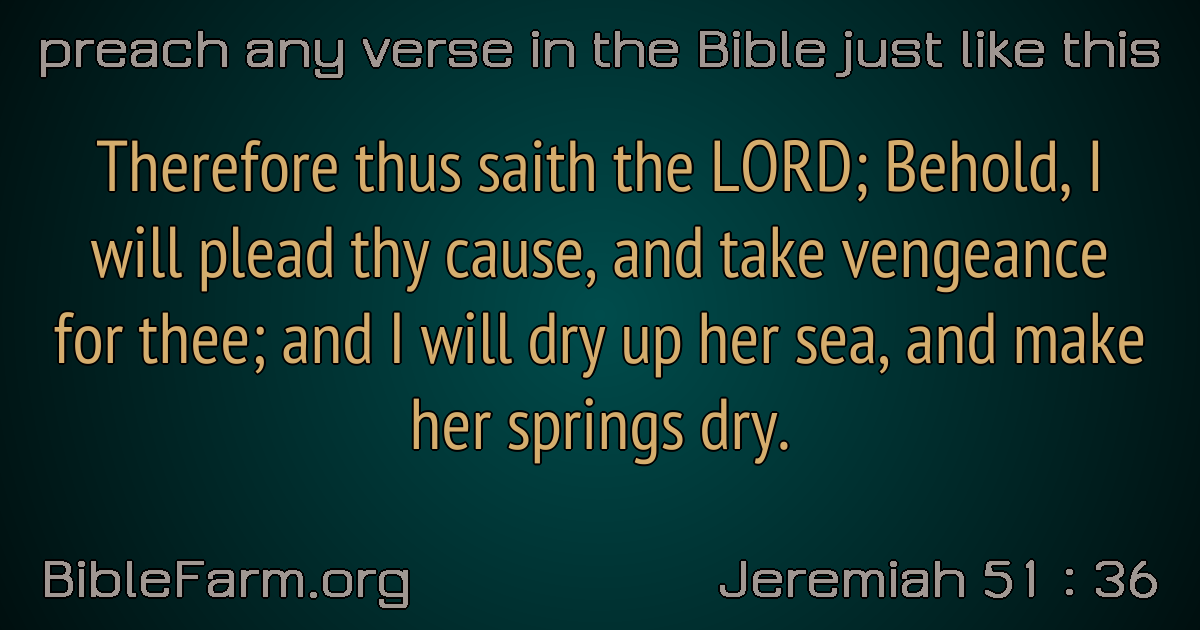 preach any verse in the Bible just like this
Therefore thus saith the LORD; Behold, I
will plead thy cause, and take vengeance
for thee; and I will dry up her sea, and make
her springs dry.
BibleFarm.org
Jeremiah 51 : 36